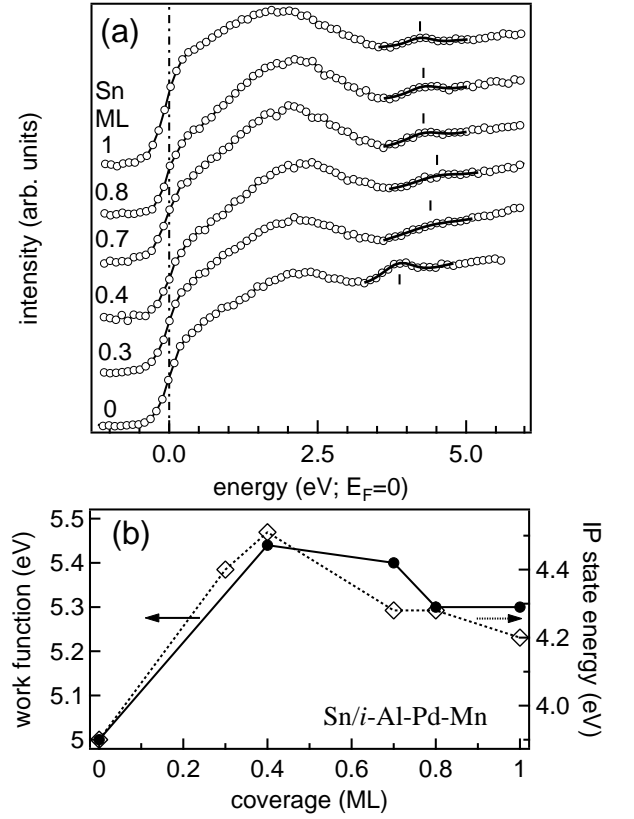 (a)
Sn
ML
1
0.8
0.7
0.4
0.3
0
intensity (arb. units)
0.0 2.5 5.0
energy (eV; E_F=0)
(b)
5.5
5.4
5.3
5.2
5.1
5
work function (eV)
4.4
4.2
4.0
IP state energy (eV)
Sn/i-Al-Pd-Mn
0 0.2 0.4 0.6 0.8 1
coverage (ML)